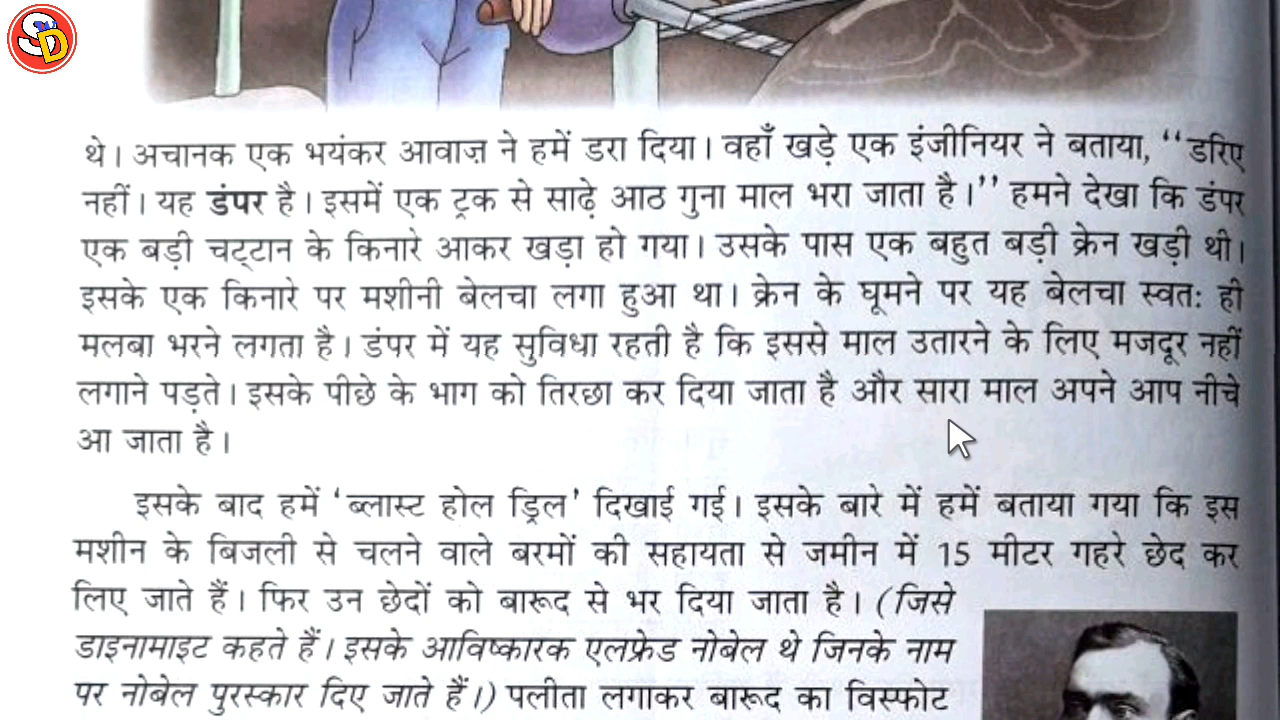 SD
थे। अचानक एक भयंकर आवाज़ ने हमें डरा दिया। वहाँ खड़े एक इंजीनियर ने बताया, “डरिए
नहीं। यह डंपर है। इसमें एक ट्रक से साढ़े आठ गुना माल भरा जाता है।” हमने देखा कि डंपर
एक बड़ी चट्टान के किनारे आकर खड़ा हो गया। उसके पास एक बहुत बड़ी क्रेन खड़ी थी।
इसके एक किनारे पर मशीनी बेलचा लगा हुआ था। क्रेन के घूमने पर यह बेलचा स्वतः ही
मलबा भरने लगता है। डंपर में यह सुविधा रहती है कि इससे माल उतारने के लिए मजदूर नहीं
लगाने पड़ते। इसके पीछे के भाग को तिरछा कर दिया जाता है और सारा माल अपने आप नीचे
आ जाता है।
इसके बाद हमें ‘ब्लास्ट होल ड्रिल’ दिखाई गई। इसके बारे में हमें बताया गया कि इस
मशीन के बिजली से चलने वाले बरमों की सहायता से जमीन में 15 मीटर गहरे छेद कर
लिए जाते हैं। फिर उन छेदों को बारूद से भर दिया जाता है। (जिसे
डाइनामाइट कहते हैं। इसके आविष्कारक एलफ्रेड नोबेल थे जिनके नाम
पर नोबेल पुरस्कार दिए जाते हैं।) पलीता लगाकर बारूद का विस्फोट